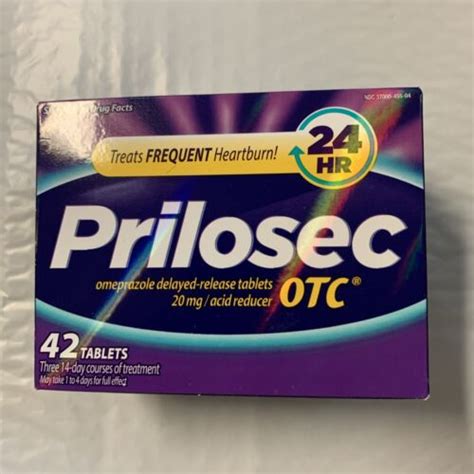 Drug Facts
Treats FREQUENT Heartburn!
24
HR
Prilosec
OTC®
omeprazole delayed-release tablets
20 mg / acid reducer
42 TABLETS
Three 14-day courses of treatment
May take 1 to 4 days for full effect